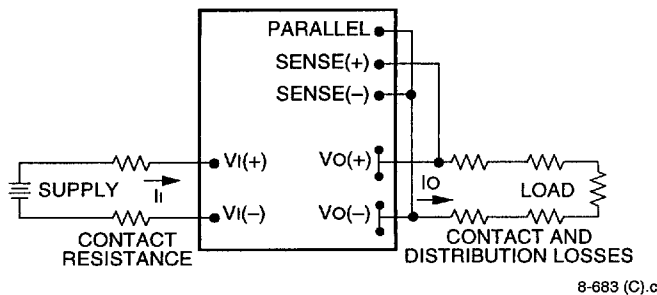 PARALLEL
SENSE(+)
SENSE(–)
VI(+)
VO(+)
SUPPLY
II
IO
LOAD
VI(–)
VO(–)
CONTACT
RESISTANCE
CONTACT AND
DISTRIBUTION LOSSES
8-683 (C).c